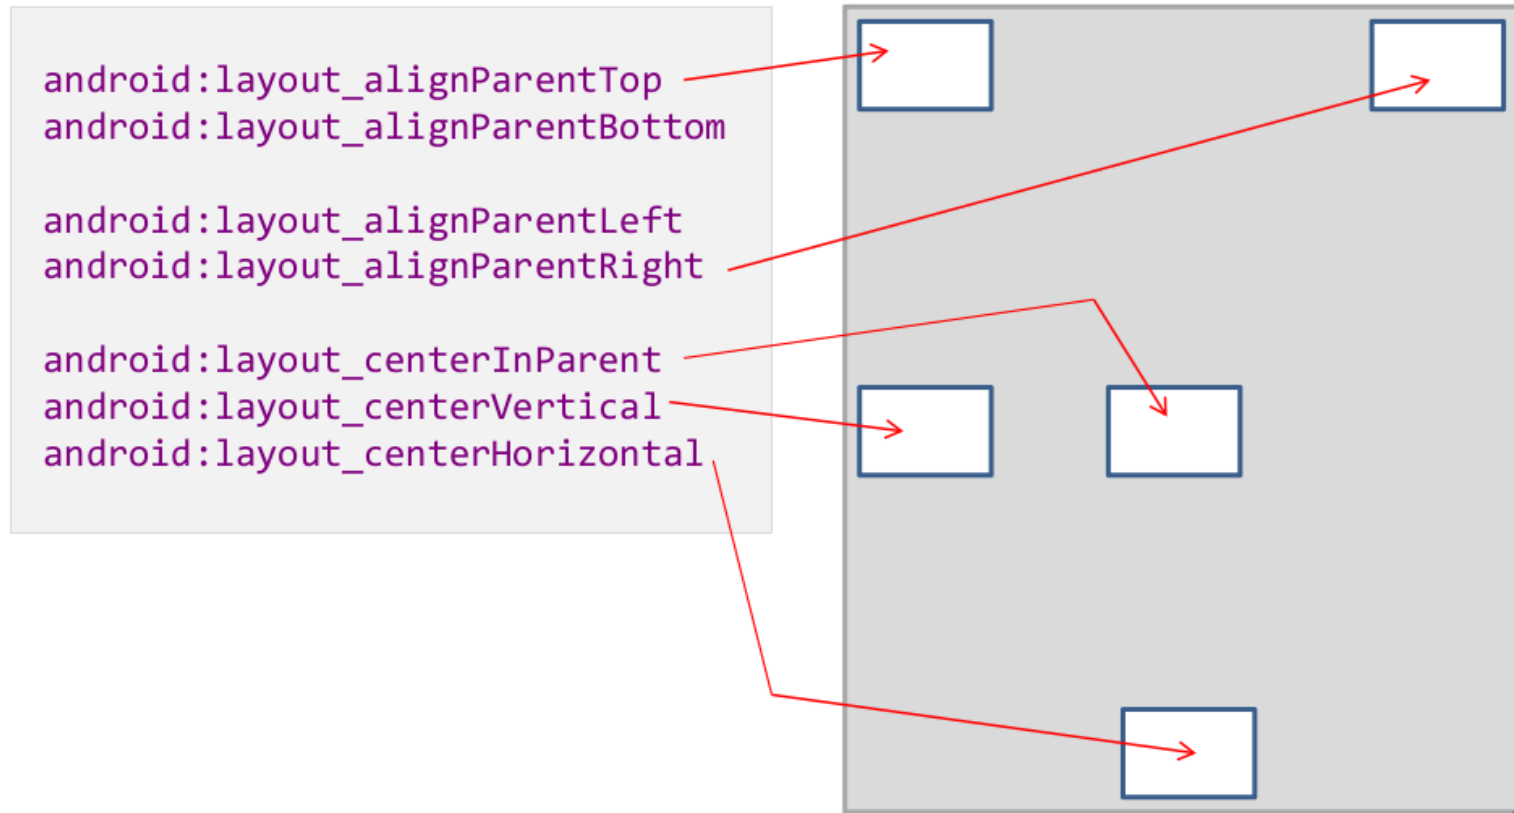 android:layout_alignParentTop
android:layout_alignParentBottom
android:layout_alignParentLeft
android:layout_alignParentRight
android:layout_centerInParent
android:layout_centerVertical
android:layout_centerHorizontal